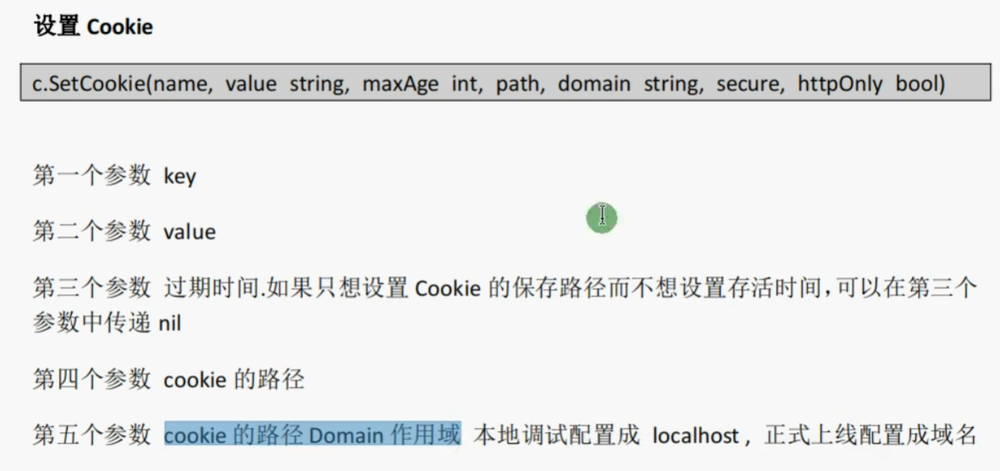 设置 Cookie
c.SetCookie(name, value string, maxAge int, path, domain string, secure, httpOnly bool)
第一个参数 key
第二个参数 value
第三个参数 过期时间.如果只想设置 Cookie 的保存路径而不想设置存活时间，可以在第三个
参数中传递 nil
第四个参数 cookie 的路径
第五个参数 cookie 的路径 Domain 作用域 本地调试配置成 localhost , 正式上线配置成域名